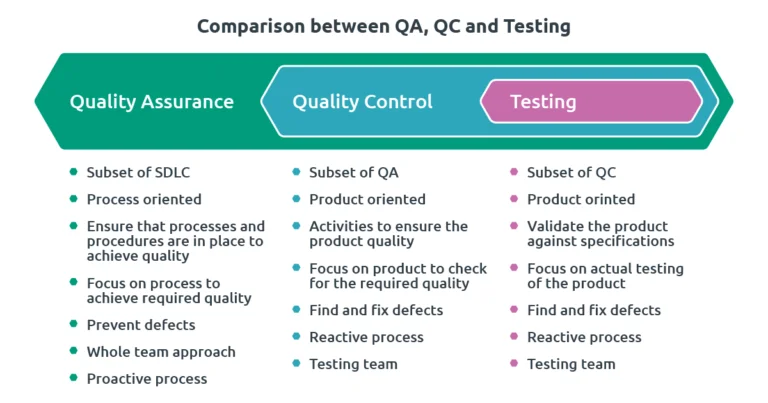 Comparison between QA, QC and Testing
Quality Assurance
Quality Control
Testing
Subset of SDLC
Process oriented
Ensure that processes and
procedures are in place to
achieve quality
Focus on process to
achieve required quality
Prevent defects
Whole team approach
Proactive process
Subset of QA
Product oriented
Activities to ensure the
product quality
Focus on product to check
for the required quality
Find and fix defects
Reactive process
Testing team
Subset of QC
Product orinted
Validate the product
against specifications
Focus on actual testing
of the product
Find and fix defects
Reactive process
Testing team